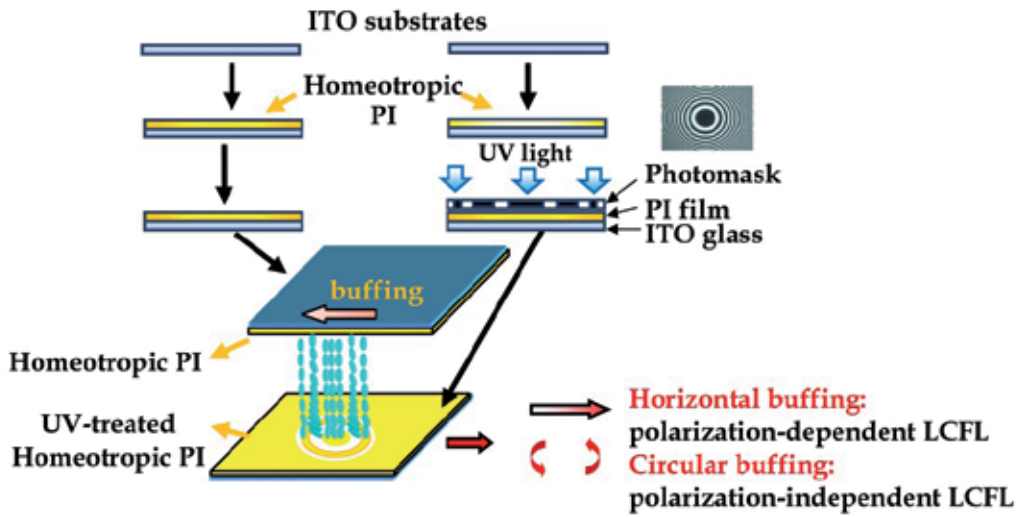 ITO substrates
Homeotropic
PI
UV light
Photomask
PI film
ITO glass
buffing
Homeotropic PI
UV-treated
Homeotropic PI
Horizontal buffing:
polarization-dependent LCFL
Circular buffing:
polarization-independent LCFL